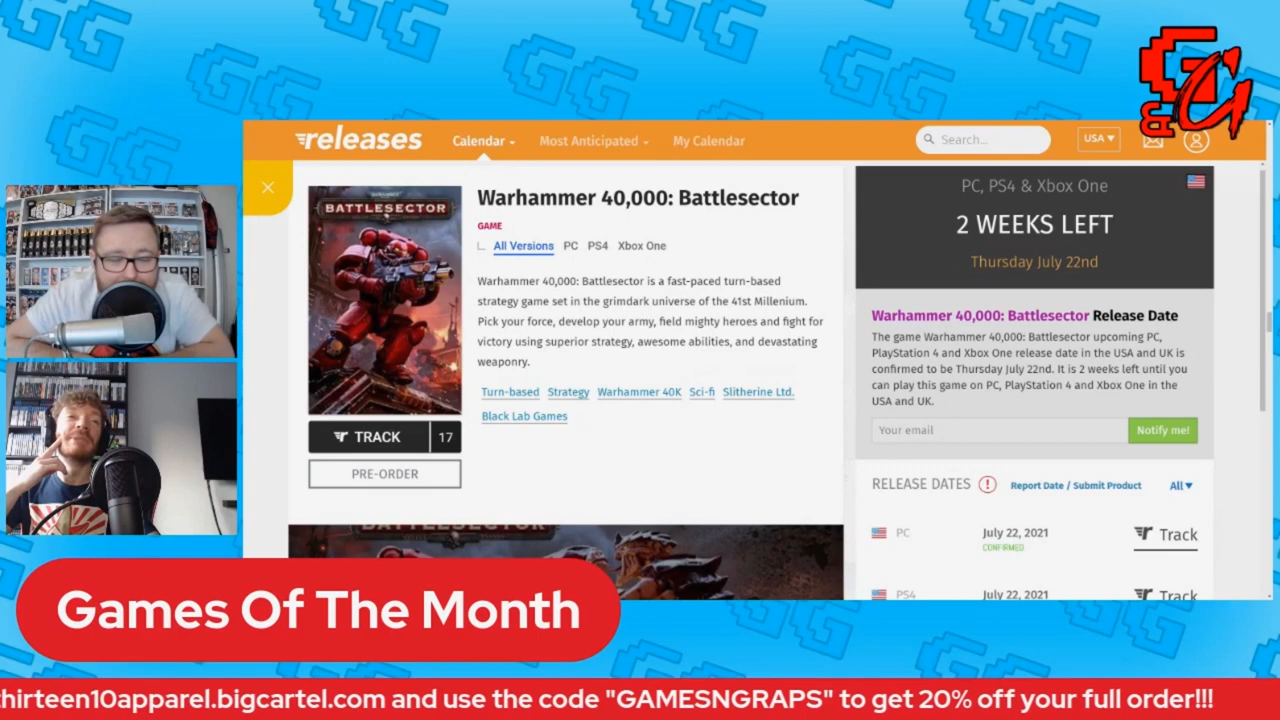 releases
Calendar
Most Anticipated
My Calendar
Search...
USA
Warhammer 40,000: Battlesector
GAME
All Versions PC PS4 Xbox One
Warhammer 40,000: Battlesector is a fast-paced turn-based
strategy game set in the grimdark universe of the 41st Millenium.
Pick your force, develop your army, field mighty heroes and fight for
victory using superior strategy, awesome abilities, and devastating
weaponry.
Turn-based Strategy Warhammer 40K Sci-fi Slitherine Ltd.
Black Lab Games
BATTLESECTOR
TRACK 17
PRE-ORDER
BATTLESECTOR
PC, PS4 & Xbox One
2 WEEKS LEFT
Thursday July 22nd
Warhammer 40,000: Battlesector Release Date
The game Warhammer 40,000: Battlesector upcoming PC,
PlayStation 4 and Xbox One release date in the USA and UK is
confirmed to be Thursday July 22nd. It is 2 weeks left until you
can play this game on PC, PlayStation 4 and Xbox One in the
USA and UK.
Your email
Notify me!
RELEASE DATES
Report Date / Submit Product
All
PC July 22, 2021 Track
CONFIRMED
PS4 July 22, 2021 Track
Games Of The Month
thirteen10apparel.bigcartel.com and use the code "GAMESNGRAPS" to get 20% off your full order!!!